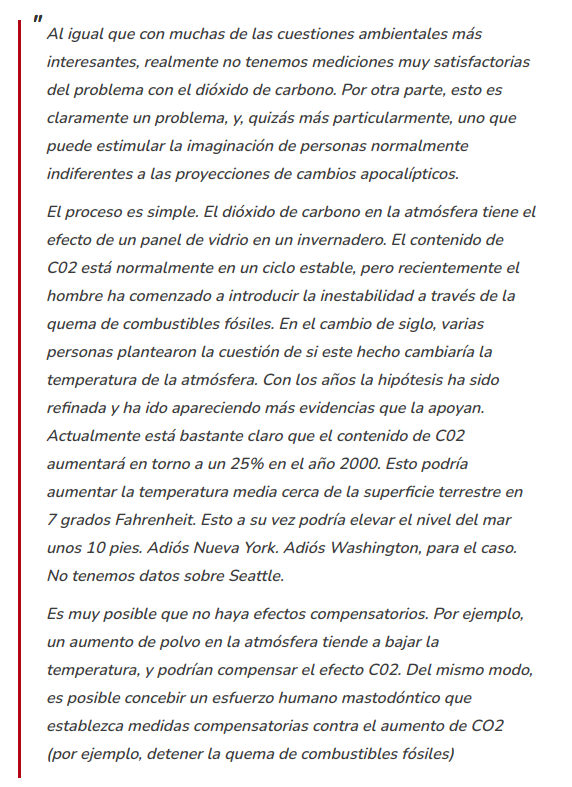 " Al igual que con muchas de las cuestiones ambientales más
interesantes, realmente no tenemos mediciones muy satisfactorias
del problema con el dióxido de carbono. Por otra parte, esto es
claramente un problema, y, quizás más particularmente, uno que
puede estimular la imaginación de personas normalmente
indiferentes a las proyecciones de cambios apocalípticos.
El proceso es simple. El dióxido de carbono en la atmósfera tiene el
efecto de un panel de vidrio en un invernadero. El contenido de
C02 está normalmente en un ciclo estable, pero recientemente el
hombre ha comenzado a introducir la inestabilidad a través de la
quema de combustibles fósiles. En el cambio de siglo, varias
personas plantearon la cuestión de si este hecho cambiaría la
temperatura de la atmósfera. Con los años la hipótesis ha sido
refinada y ha ido apareciendo más evidencias que la apoyan.
Actualmente está bastante claro que el contenido de C02
aumentará en torno a un 25% en el año 2000. Esto podría
aumentar la temperatura media cerca de la superficie terrestre en
7 grados Fahrenheit. Esto a su vez podría elevar el nivel del mar
unos 10 pies. Adiós Nueva York. Adiós Washington, para el caso.
No tenemos datos sobre Seattle.
Es muy posible que no haya efectos compensatorios. Por ejemplo,
un aumento de polvo en la atmósfera tiende a bajar la
temperatura, y podrían compensar el efecto C02. Del mismo modo,
es posible concebir un esfuerzo humano mastodóntico que
establezca medidas compensatorias contra el aumento de CO2
(por ejemplo, detener la quema de combustibles fósiles)